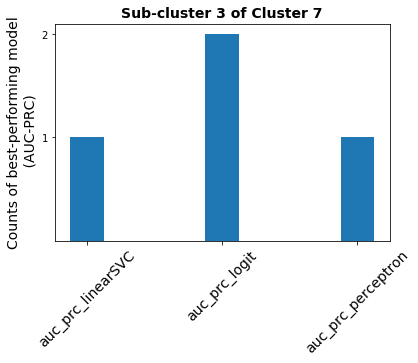 Sub-cluster 3 of Cluster 7
Counts of best-performing model
(AUC-PRC)
2
1
auc_prc_linearSVC
auc_prc_logit
auc_prc_perceptron